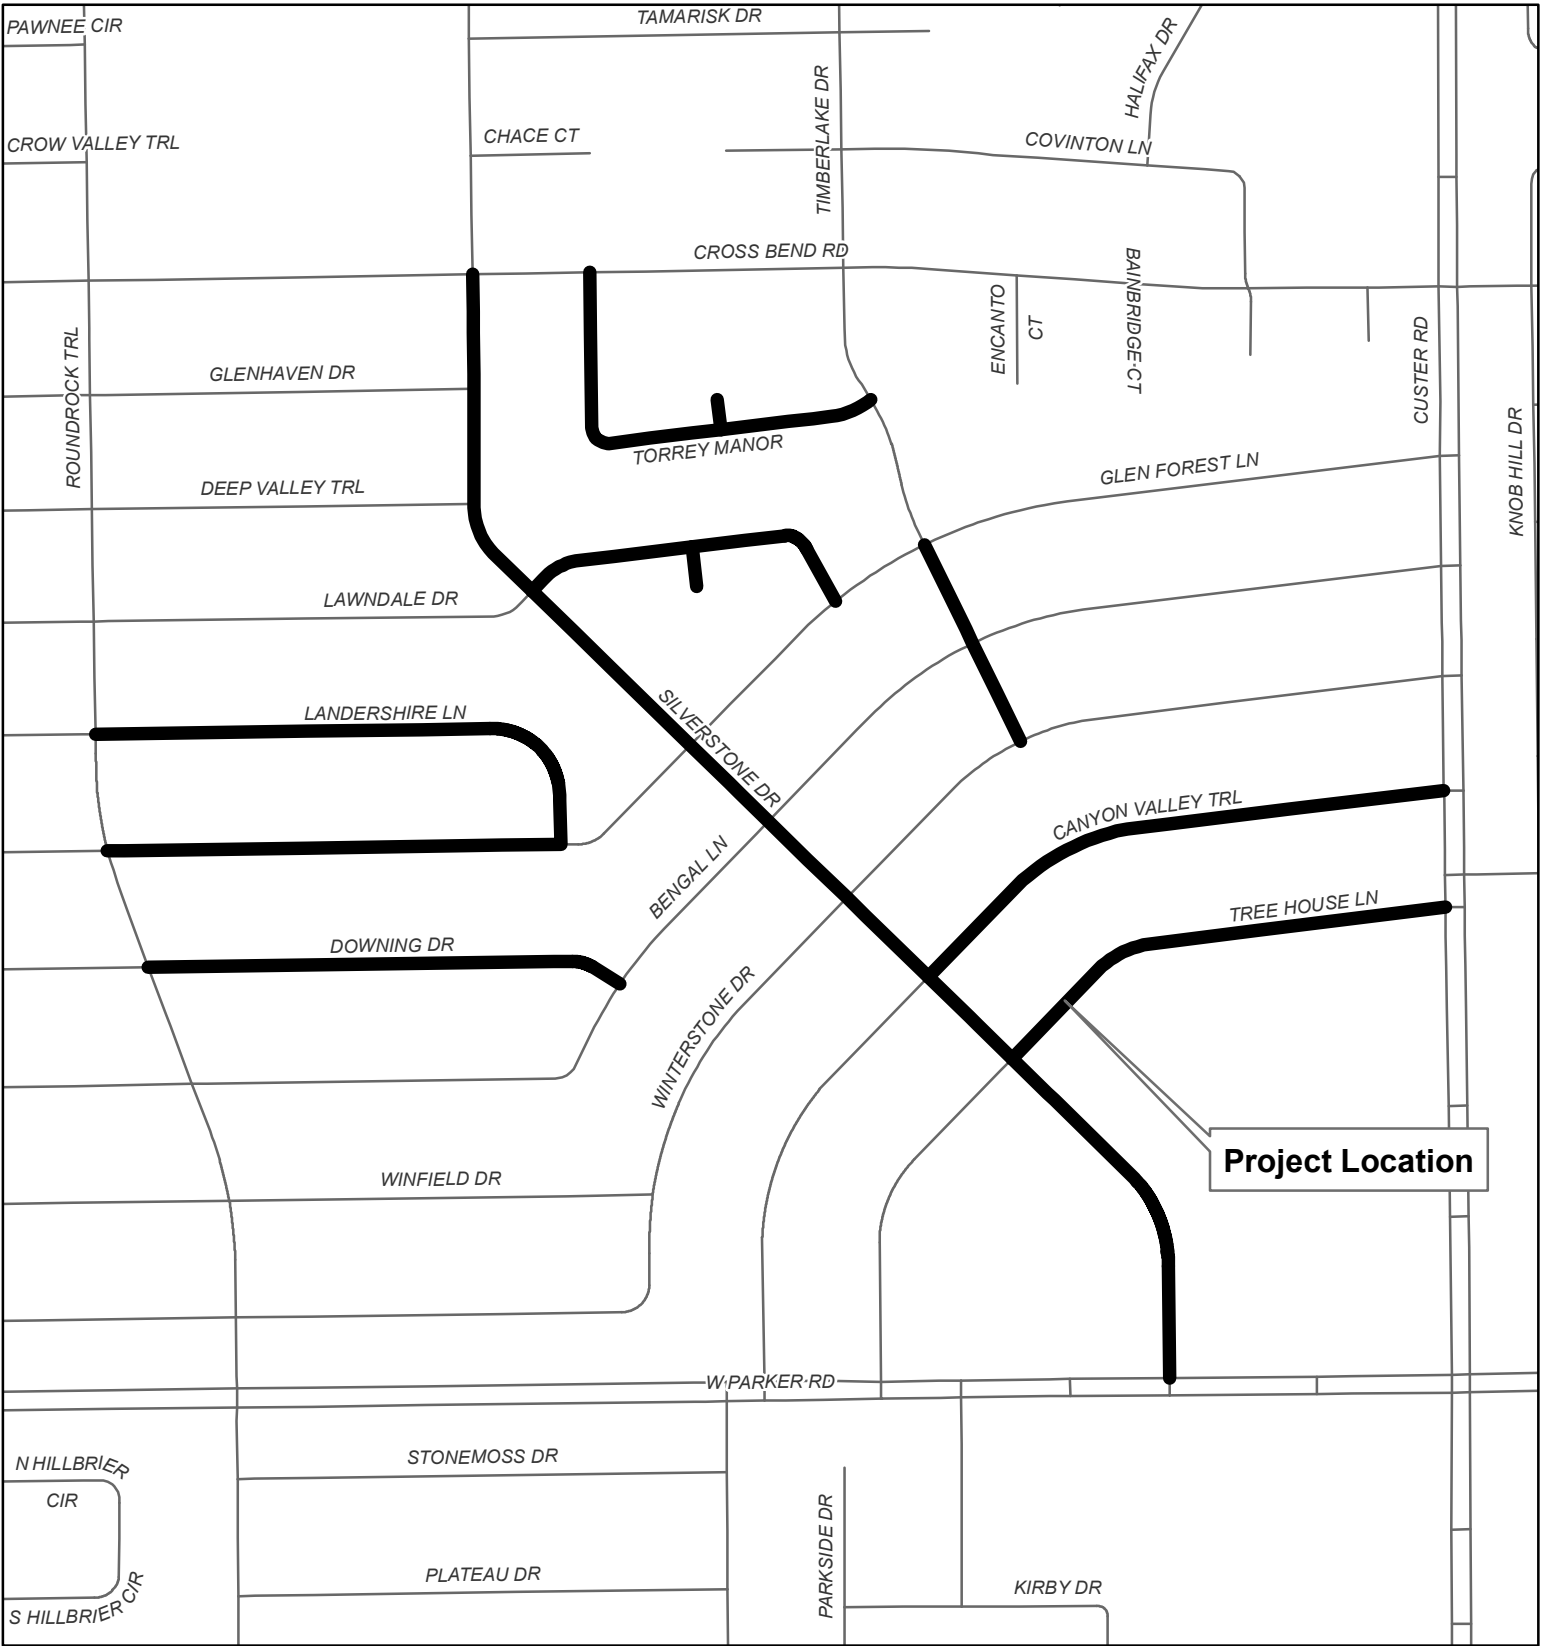 PAWNEE CIR
TAMARISK DR
HALIFAX DR
TIMBERLAKE DR
CROW VALLEY TRL
CHACE CT
COVINTON LN
CROSS BEND RD
BAINBRIDGE CT
ENCANTO
CT
ROUNDROCK TRL
CUSTER RD
GLENHAVEN DR
KNOB HILL DR
TORREY MANOR
GLEN FOREST LN
DEEP VALLEY TRL
LAWNDALE DR
LANDERSHIRE LN
SILVERSTONE DR
CANYON VALLEY TRL
BENGAL LN
TREE HOUSE LN
DOWNING DR
WINTERSTONE DR
Project Location
WINFIELD DR
W PARKER RD
STONEMOSS DR
N HILLBRIER
CIR
PARKSIDE DR
PLATEAU DR
KIRBY DR
S HILLBRIER CIR